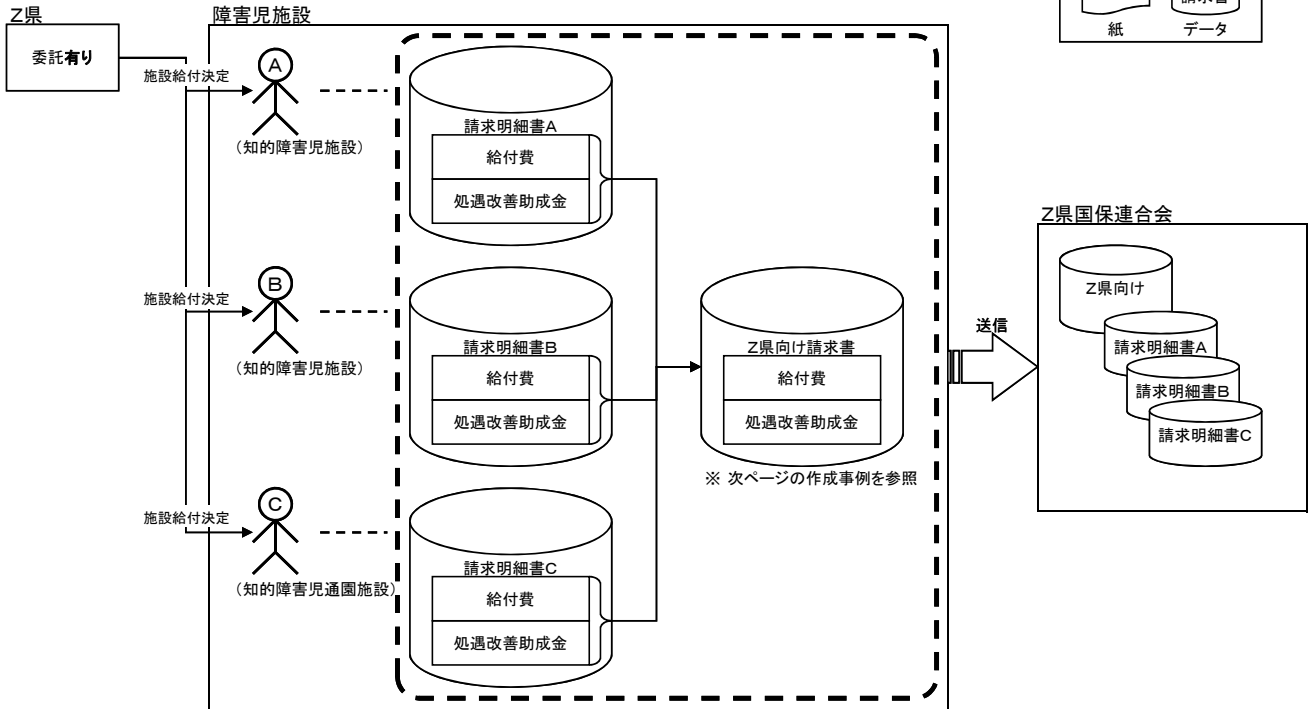 Z県
委託有り
障害児施設
施設給付決定
A
(知的障害児施設)
請求明細書A
給付費
処遇改善助成金
施設給付決定
B
(知的障害児施設)
請求明細書B
給付費
処遇改善助成金
施設給付決定
C
(知的障害児通園施設)
請求明細書C
給付費
処遇改善助成金
Z県向け請求書
給付費
処遇改善助成金
※ 次ページの作成事例を参照
送信
紙
データ
Z県国保連合会
Z県向け
請求明細書A
請求明細書B
請求明細書C